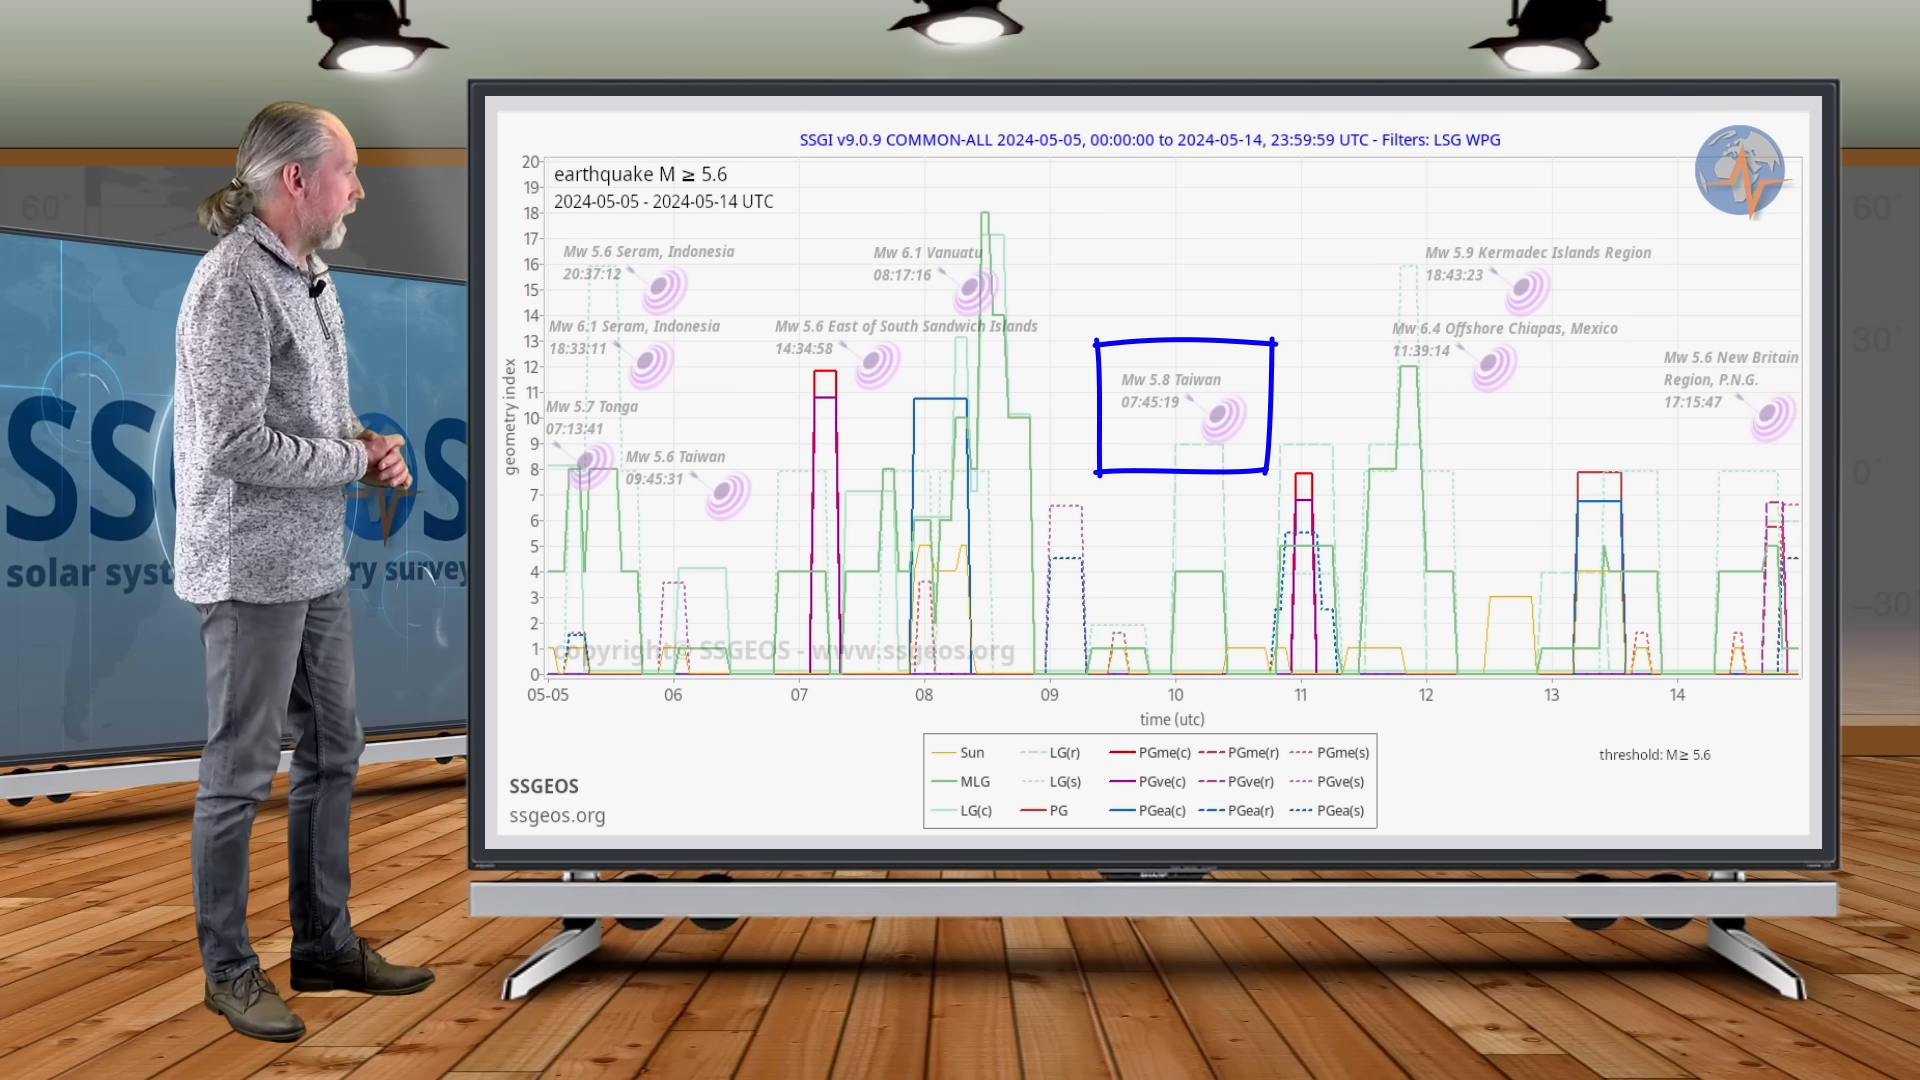 SSGI v9.0.9 COMMON-ALL 2024-05-05, 00:00:00 to 2024-05-14, 23:59:59 UTC - Filters: LSG WPG
earthquake M ≥ 5.6
2024-05-05 - 2024-05-14 UTC
20
19
18
17
16
15
14
13
12
11
10
9
8
7
6
5
4
3
2
1
0
geometry index
Mw 5.6 Seram, Indonesia
20:37:12
Mw 6.1 Seram, Indonesia
18:33:11
Mw 5.7 Tonga
07:13:41
Mw 5.6 Taiwan
09:45:31
Mw 6.1 Vanuatu
08:17:16
Mw 5.6 East of South Sandwich Islands
14:34:58
Mw 5.8 Taiwan
07:45:19
Mw 5.9 Kermadec Islands Region
18:43:23
Mw 6.4 Offshore Chiapas, Mexico
11:39:14
Mw 5.6 New Britain
Region, P.N.G.
17:15:47
copyright © SSGEOS - www.ssgeos.org
05-05 06 07 08 09 10 11 12 13 14
time (utc)
Sun LG(r) PGme(c) PGme(r) PGme(s)
MLG LG(s) PGve(c) PGve(r) PGve(s)
LG(c) PG PGea(c) PGea(r) PGea(s)
threshold: M≥ 5.6
SSGEOS
ssgeos.org
60°
60°
30°
0°
−30°
SS OS
solar syst ry survey